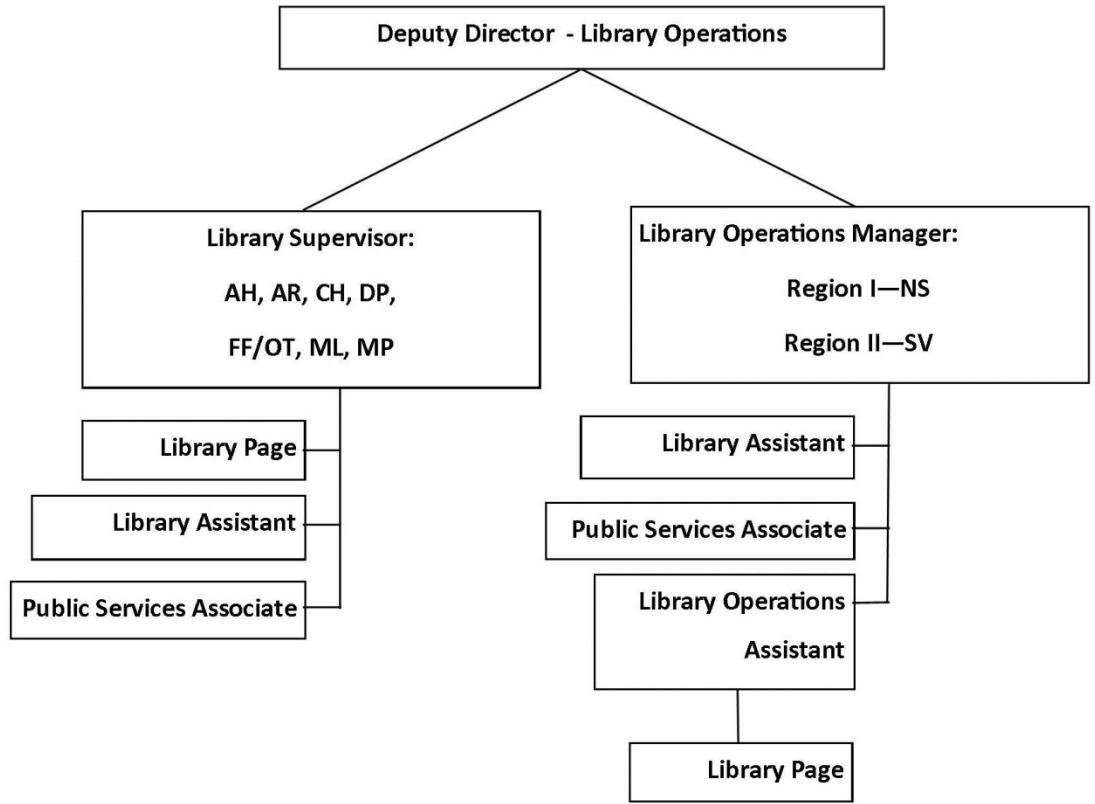 Deputy Director - Library Operations
Library Supervisor:
AH, AR, CH, DP,
FF/OT, ML, MP
Library Page
Library Assistant
Public Services Associate
Library Operations Manager:
Region I—NS
Region II—SV
Library Assistant
Public Services Associate
Library Operations
Assistant
Library Page